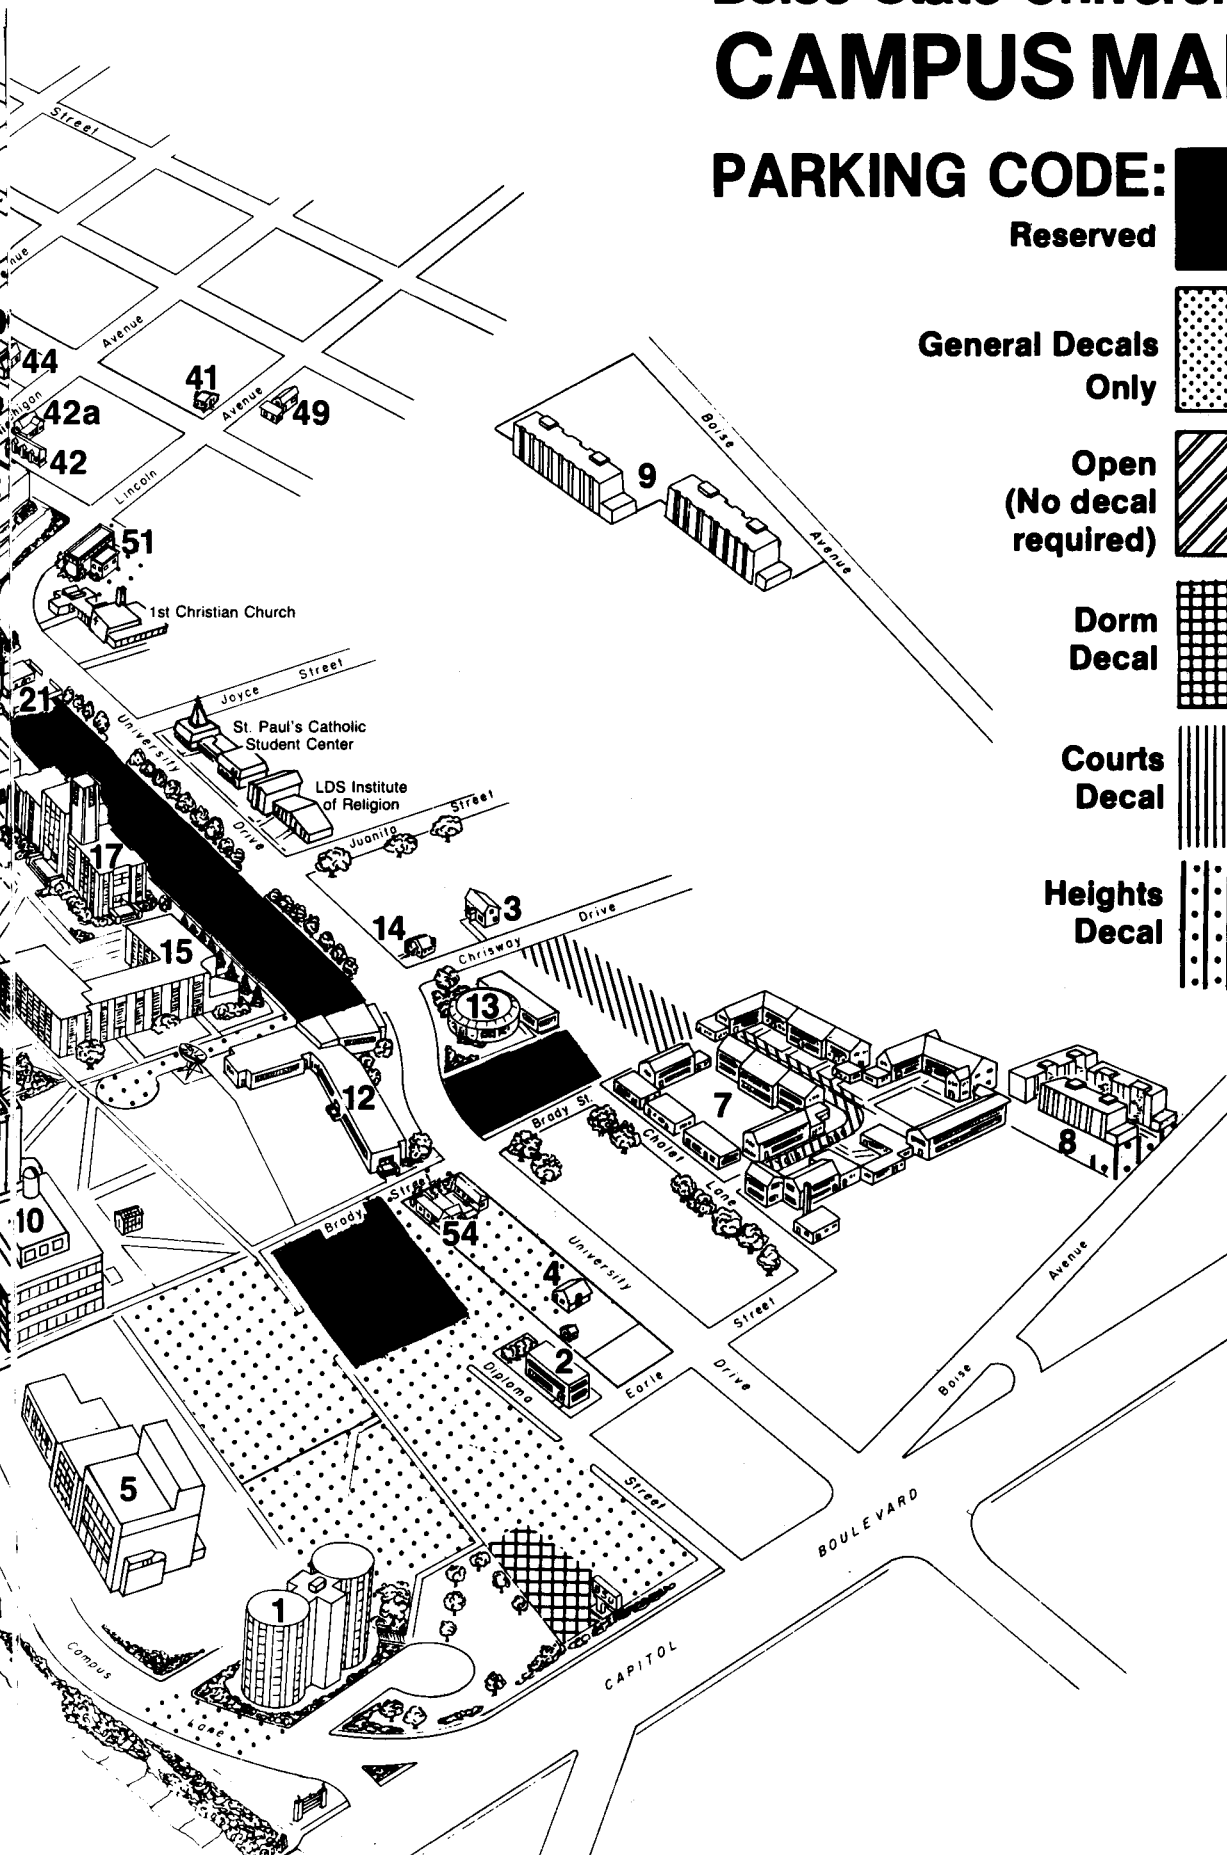 CAMPUS MA
PARKING CODE:
Reserved
General Decals
Only
Open
(No decal
required)
Dorm
Decal
Courts
Decal
Heights
Decal
Street
Avenue
44
41
Avenue
49
42a
42
Lincoln
Boise
9
Avenue
51
1st Christian Church
Joyce Street
21
University
St. Paul's Catholic
Student Center
LDS Institute
of Religion
Drive
Juanita Street
17
3
14
Chrisway Drive
15
13
12
Brady St.
7
Chalet
Lane
8
10
Brady Street
54
University
4
Avenue
Street
2
Diploma
Earle
Drive
Boise
5
Street
BOULEVARD
BSU
1
CAPITOL
Campus
Lane